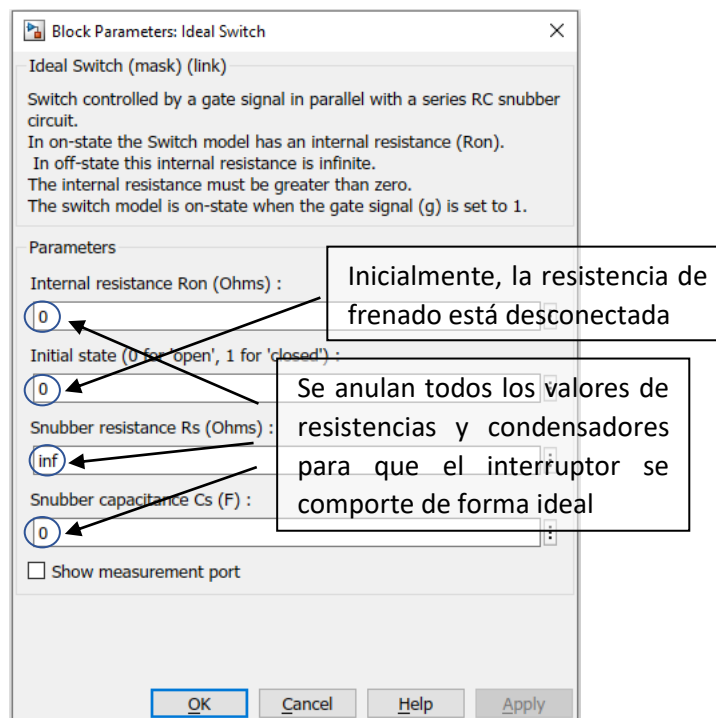 Block Parameters: Ideal Switch
Ideal Switch (mask) (link)
Switch controlled by a gate signal in parallel with a series RC snubber
circuit.
In on-state the Switch model has an internal resistance (Ron).
In off-state this internal resistance is infinite.
The internal resistance must be greater than zero.
The switch model is on-state when the gate signal (g) is set to 1.
Parameters
Internal resistance Ron (Ohms) :
0
Inicialmente, la resistencia de
frenado está desconectada
Initial state (0 for 'open', 1 for 'closed') :
0
Se anulan todos los valores de
resistencias y condensadores
para que el interruptor se
comporte de forma ideal
Snubber resistance Rs (Ohms) :
inf
Snubber capacitance Cs (F) :
0
Show measurement port
OK
Cancel
Help
Apply